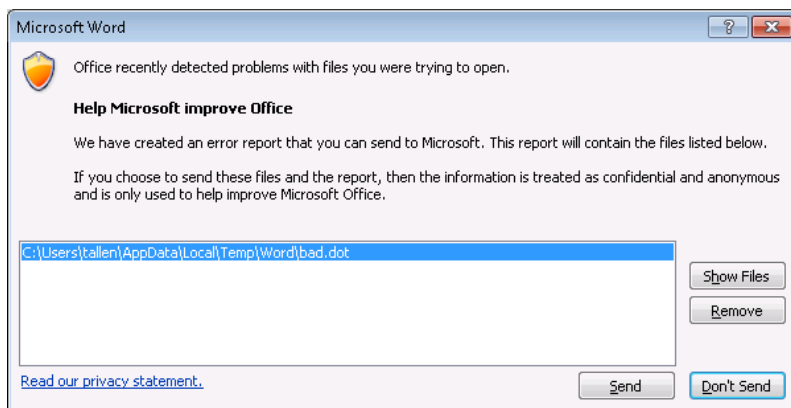 Microsoft Word
Office recently detected problems with files you were trying to open.
Help Microsoft improve Office
We have created an error report that you can send to Microsoft. This report will contain the files listed below.
If you choose to send these files and the report, then the information is treated as confidential and anonymous
and is only used to help improve Microsoft Office.
C:\Users\tallen\AppData\Local\Temp\Word\bad.dot
Show Files
Remove
Read our privacy statement.
Send
Don't Send